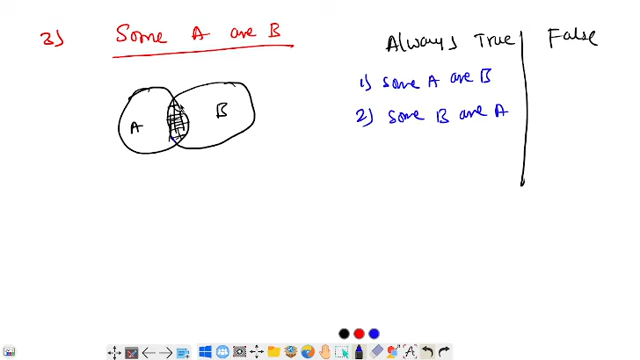 3) Some A are B
Always True
False
1) Some A are B
2) Some B are A
A
B